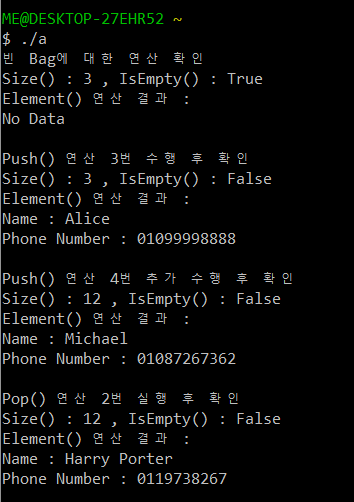 ME@DESKTOP-27EHR52 ~
$ ./a
빈 Bag에 대한 연산 확인
Size() : 3 , IsEmpty() : True
Element() 연산 결과 :
No Data
Push() 연산 3번 수행 후 확인
Size() : 3 , IsEmpty() : False
Element() 연산 결과 :
Name : Alice
Phone Number : 01099998888
Push() 연산 4번 추가 수행 후 확인
Size() : 12 , IsEmpty() : False
Element() 연산 결과 :
Name : Michael
Phone Number : 01087267362
Pop() 연산 2번 실행 후 확인
Size() : 12 , IsEmpty() : False
Element() 연산 결과 :
Name : Harry Porter
Phone Number : 0119738267